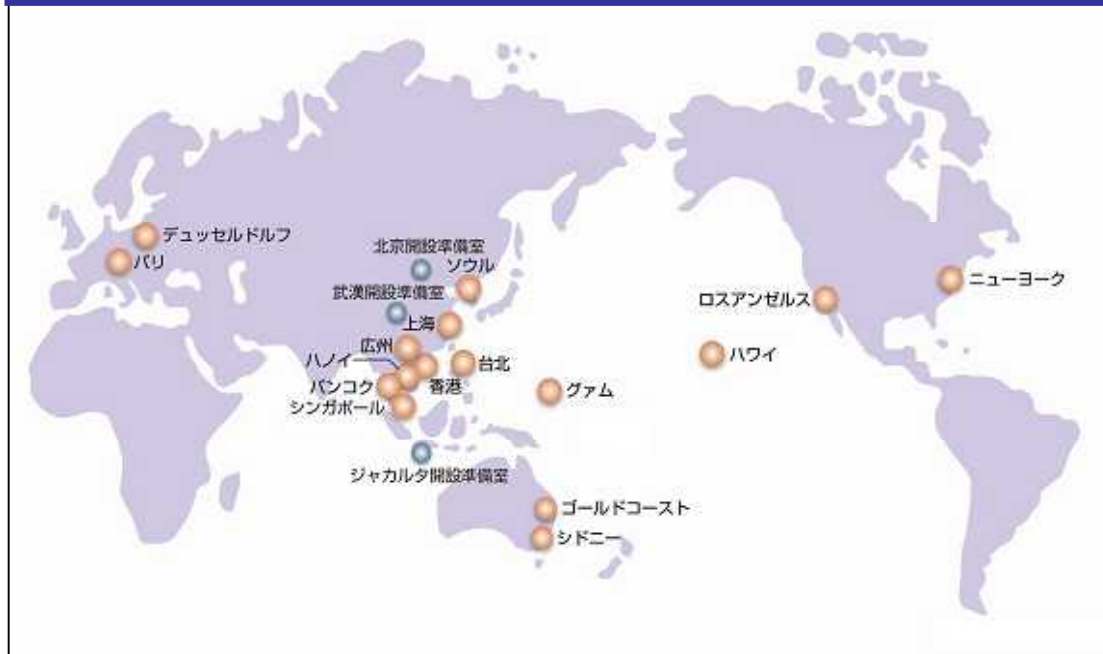 デュッセルドルフ
パリ
北京開設準備室
ソウル
武漢開設準備室
上海
広州
ハノイ
台北
バンコク
香港
シンガポール
グァム
ジャカルタ開設準備室
ゴールドコースト
シドニー
ロスアンゼルス
ニューヨーク
ハワイ